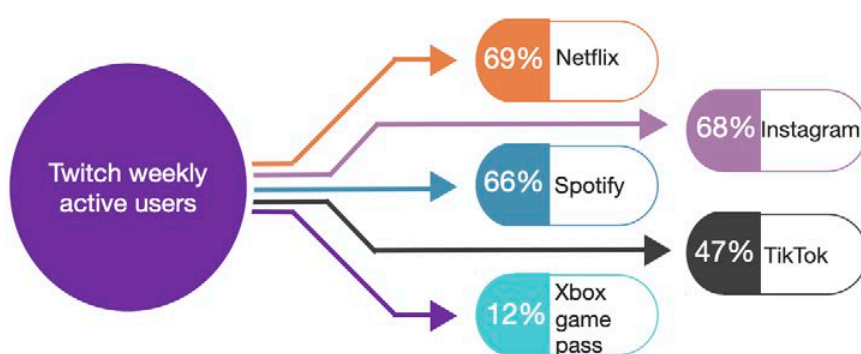 Twitch weekly
active users
69% Netflix
68% Instagram
66% Spotify
47% TikTok
12% Xbox
game
pass